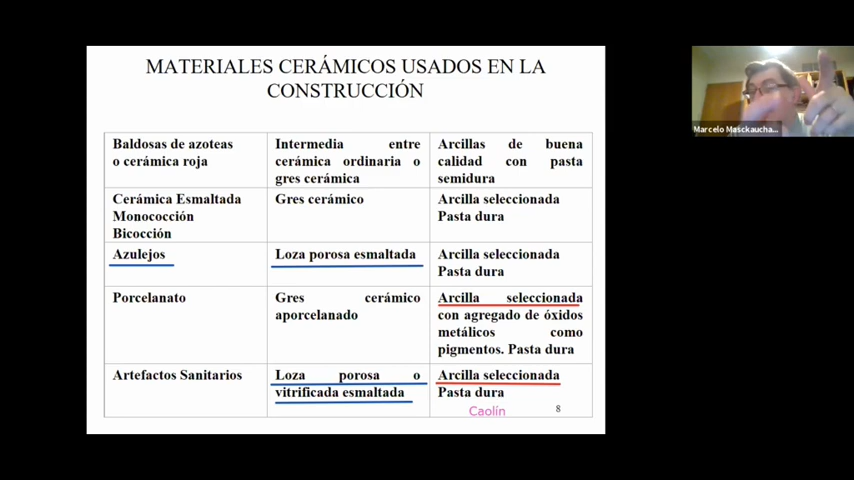 MATERIALES CERÁMICOS USADOS EN LA
CONSTRUCCIÓN
Baldosas de azoteas
o cerámica roja
Intermedia entre
cerámica ordinaria o
gres cerámica
Arcillas de buena
calidad con pasta
semidura
Cerámica Esmaltada
Monococción
Bicocción
Gres cerámico
Arcilla seleccionada
Pasta dura
Azulejos
Loza porosa esmaltada
Arcilla seleccionada
Pasta dura
Porcelanato
Gres cerámico
aporcelanado
Arcilla seleccionada
con agregado de óxidos
metálicos como
pigmentos. Pasta dura
Artefactos Sanitarios
Loza porosa o
vitrificada esmaltada
Arcilla seleccionada
Pasta dura
Caolín
8
Marcelo Masckaucha...